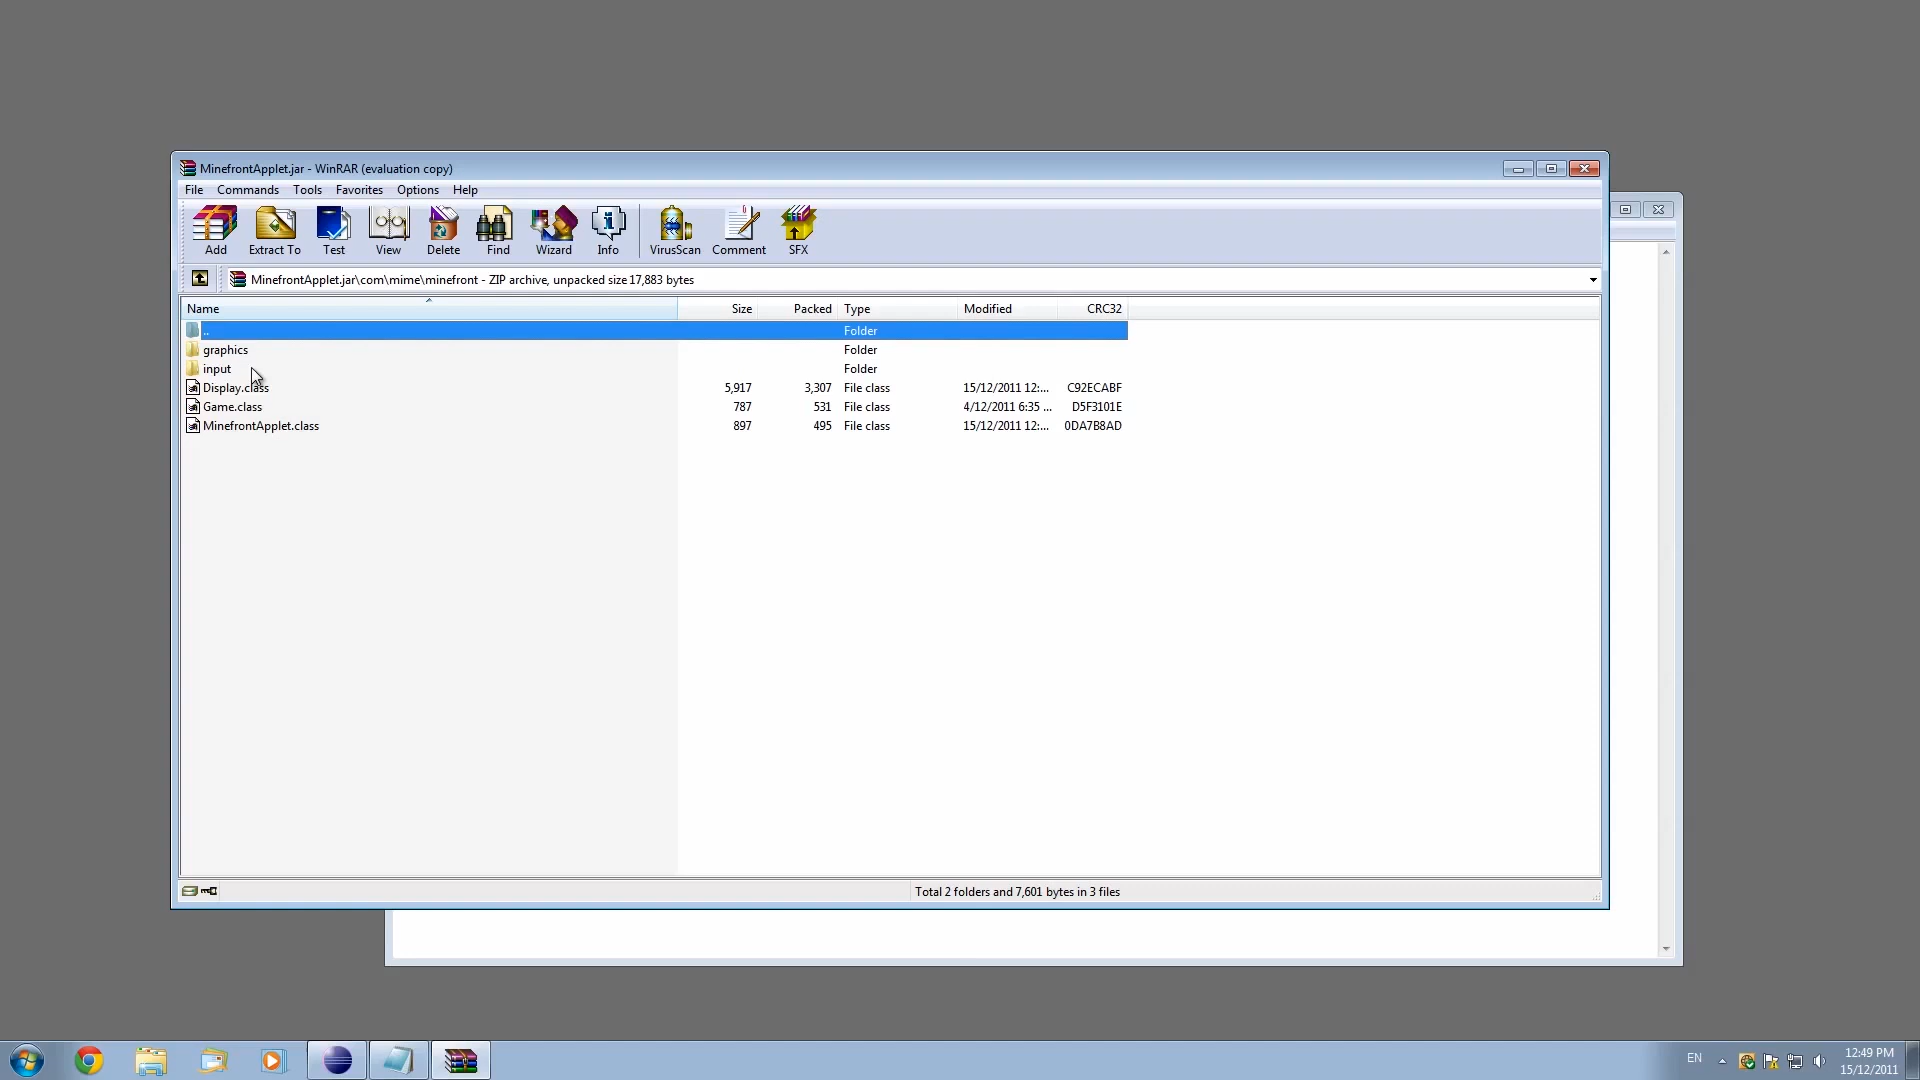 MinefrontApplet.jar - WinRAR (evaluation copy)
File Commands Tools Favorites Options Help
Add Extract To Test View Delete Find Wizard Info VirusScan Comment SFX
MinefrontApplet.jar\com\mime\minefront - ZIP archive, unpacked size 17,883 bytes
Name Size Packed Type Modified CRC32
.. Folder
graphics Folder
input Folder
Display.class 5,917 3,307 File class 15/12/2011 12:... C92ECABF
Game.class 787 531 File class 4/12/2011 6:35 ... D5F3101E
MinefrontApplet.class 897 495 File class 15/12/2011 12:... 0DA7B8AD
Total 2 folders and 7,601 bytes in 3 files
EN
12:49 PM
15/12/2011